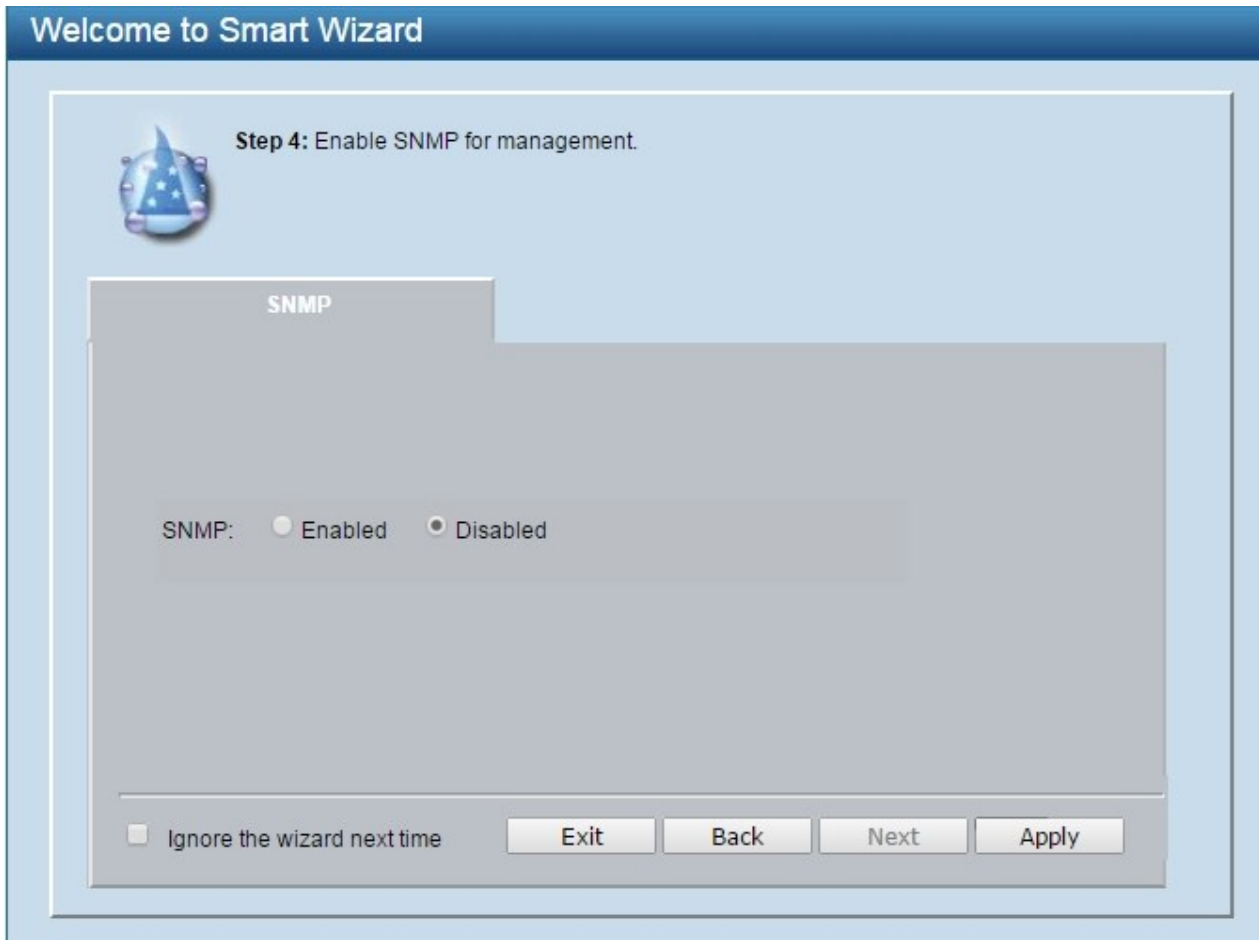 Welcome to Smart Wizard
Step 4: Enable SNMP for management.
SNMP
SNMP: Enabled Disabled
Ignore the wizard next time Exit Back Next Apply